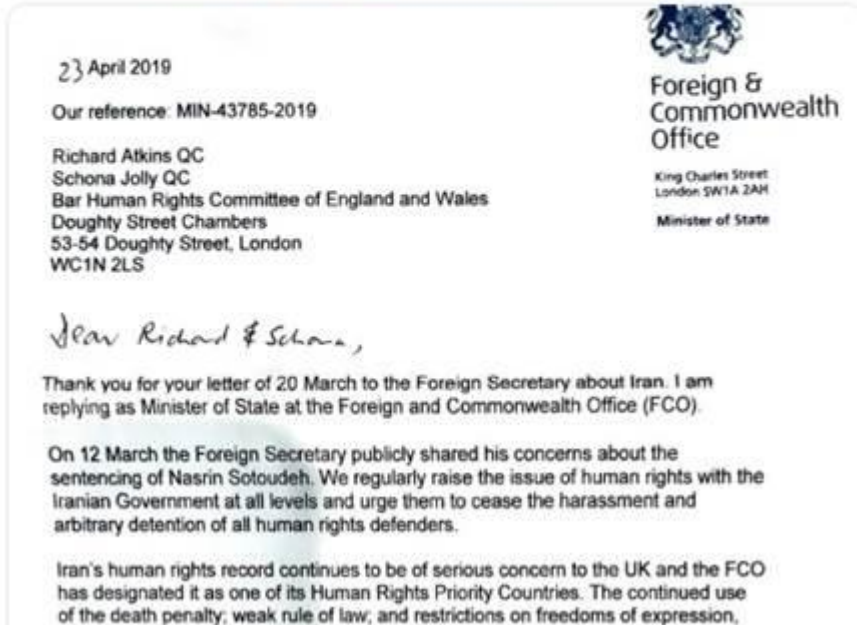 23 April 2019
Our reference: MIN-43785-2019
Richard Atkins QC
Schona Jolly QC
Bar Human Rights Committee of England and Wales
Doughty Street Chambers
53-54 Doughty Street, London
WC1N 2LS
Foreign &
Commonwealth
Office
King Charles Street
London SW1A 2AH
Minister of State
Dear Richard & Schona,
Thank you for your letter of 20 March to the Foreign Secretary about Iran. I am
replying as Minister of State at the Foreign and Commonwealth Office (FCO).
On 12 March the Foreign Secretary publicly shared his concerns about the
sentencing of Nasrin Sotoudeh. We regularly raise the issue of human rights with the
Iranian Government at all levels and urge them to cease the harassment and
arbitrary detention of all human rights defenders.
Iran's human rights record continues to be of serious concern to the UK and the FCO
has designated it as one of its Human Rights Priority Countries. The continued use
of the death penalty; weak rule of law; and restrictions on freedoms of expression,